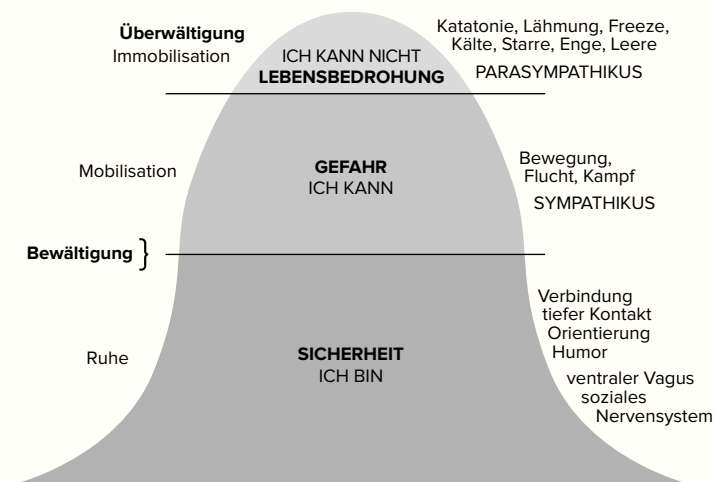 Überwältigung
Immobilisation
ICH KANN NICHT
LEBENSBEDROHUNG
Katatonie, Lähmung, Freeze,
Kälte, Starre, Enge, Leere
PARASYMPATHIKUS
Mobilisation
GEFAHR
ICH KANN
Bewegung,
Flucht, Kampf
SYMPATHIKUS
Bewältigung }
Ruhe
SICHERHEIT
ICH BIN
Verbindung
tiefer Kontakt
Orientierung
Humor
ventraler Vagus
soziales
Nervensystem